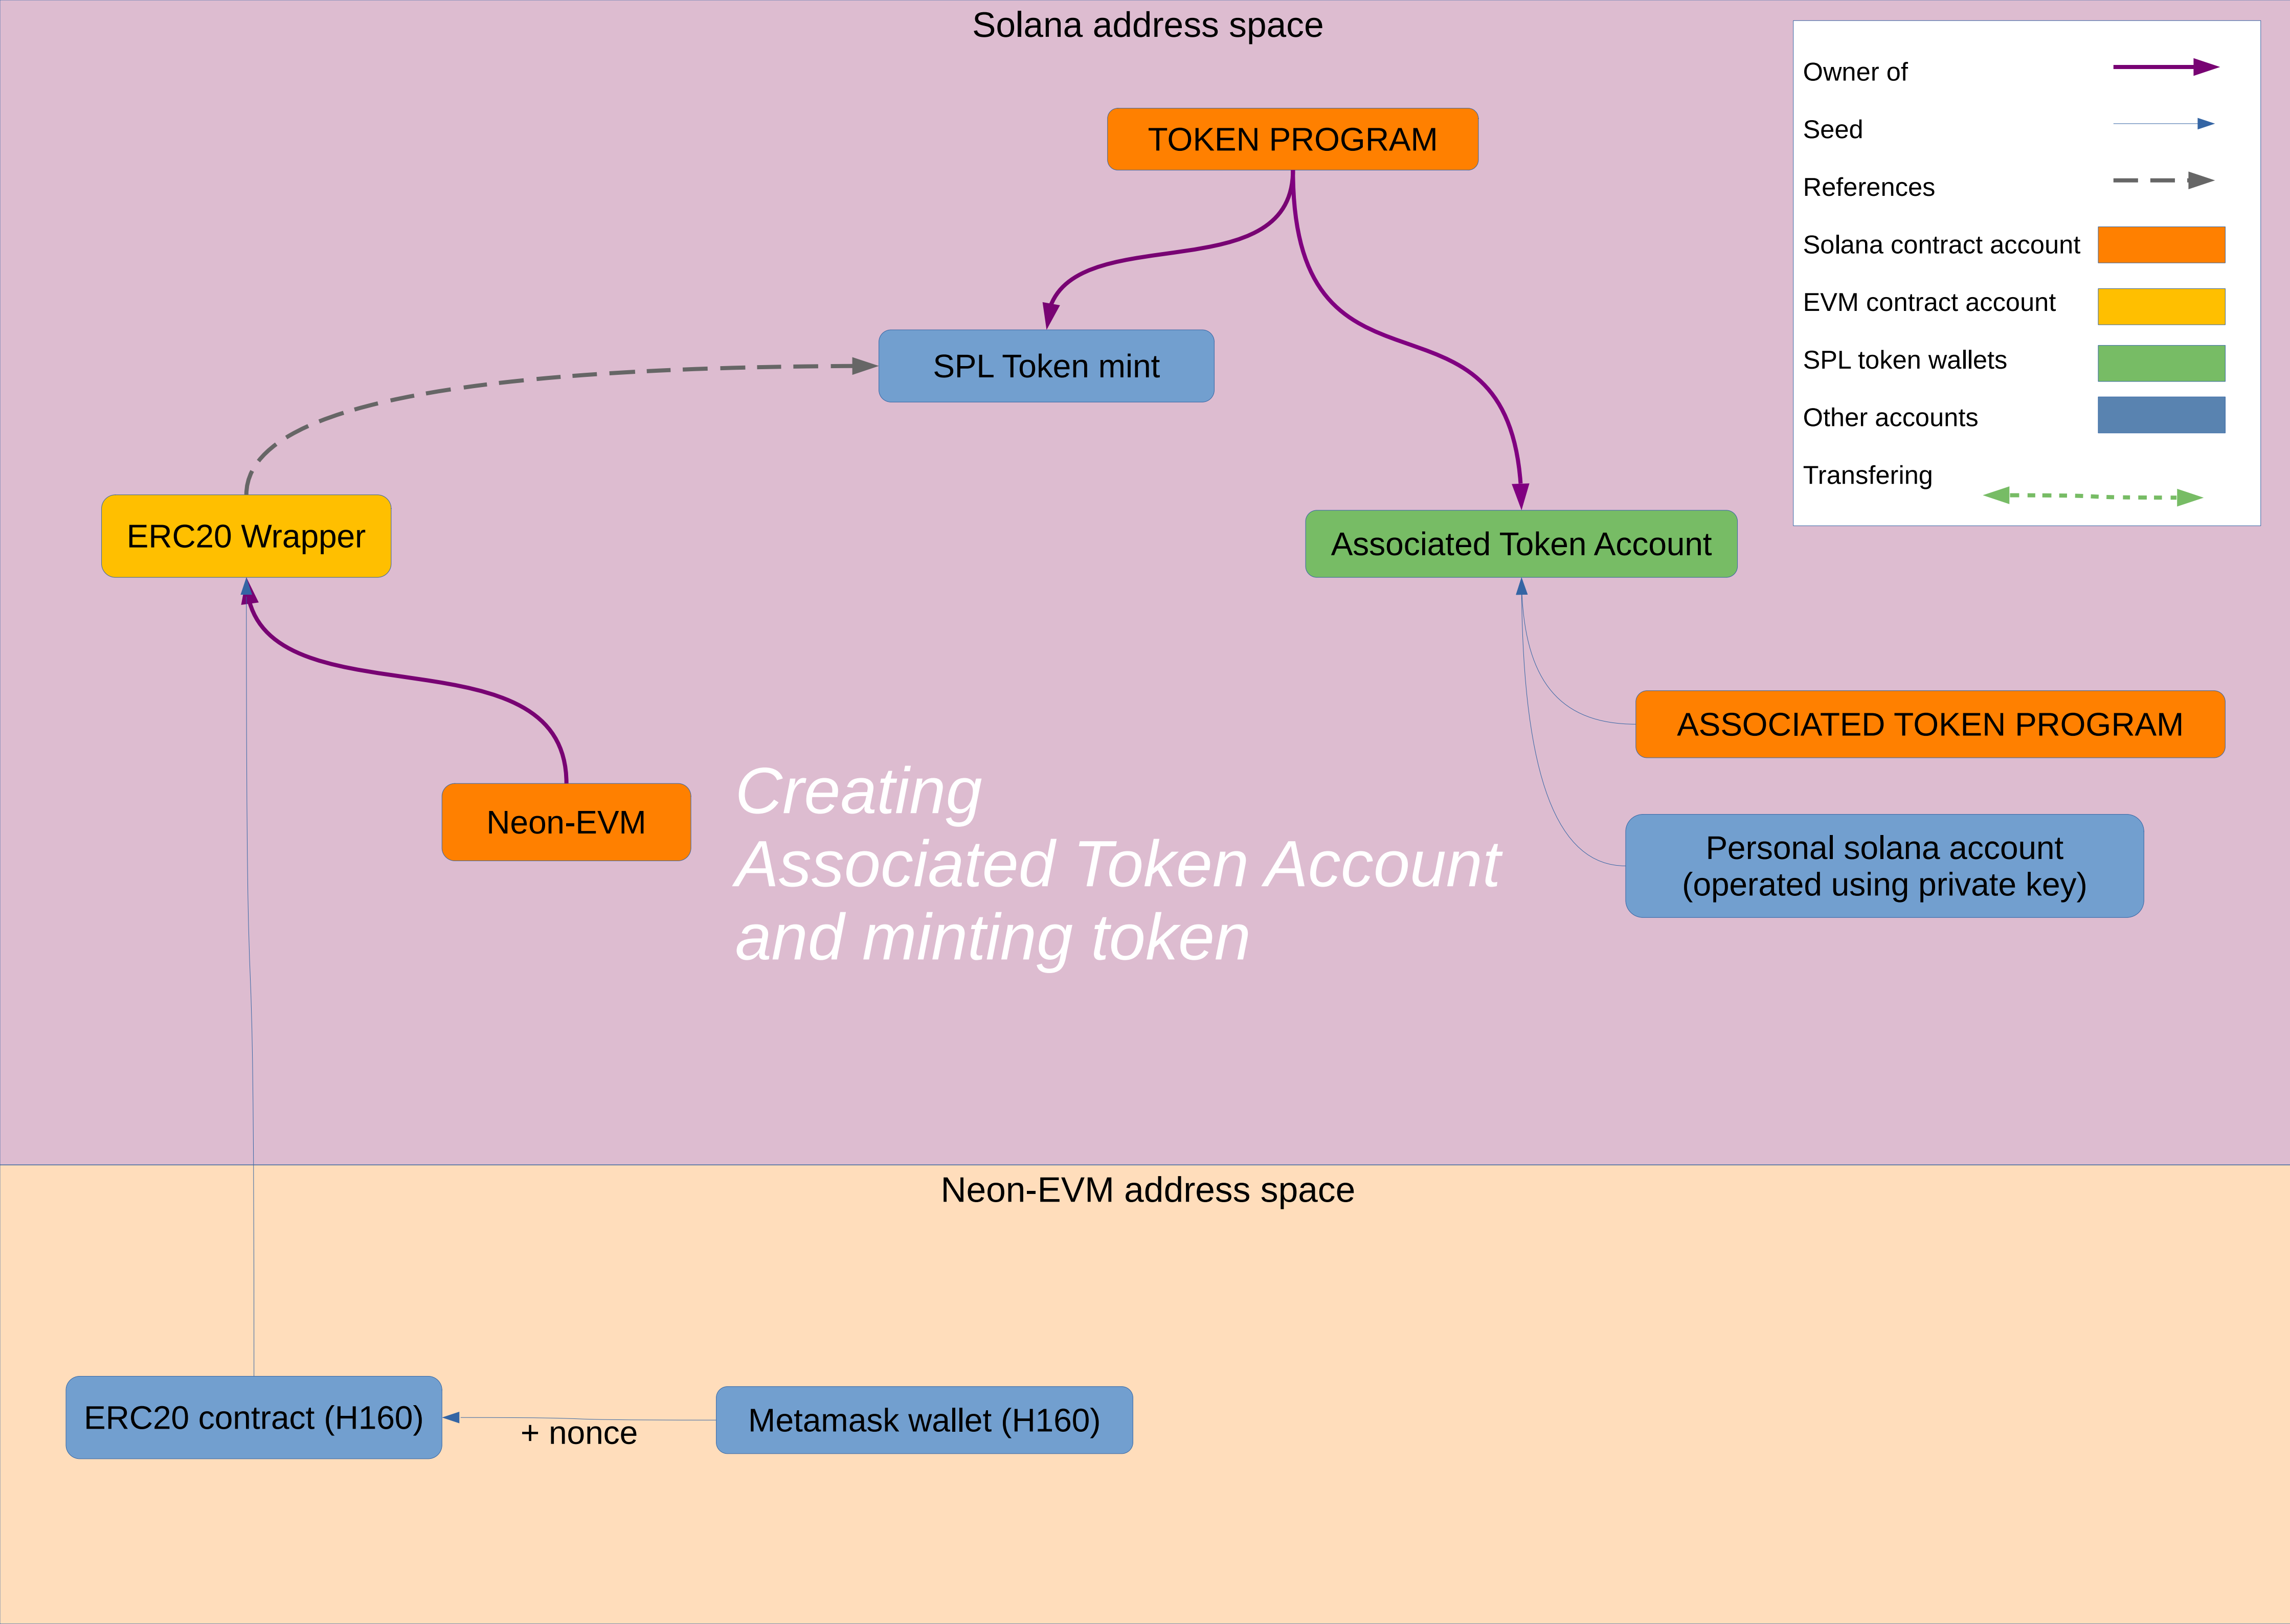 Solana address space
Owner of
Seed
References
Solana contract account
EVM contract account
SPL token wallets
Other accounts
Transfering
TOKEN PROGRAM
SPL Token mint
ERC20 Wrapper
Associated Token Account
ASSOCIATED TOKEN PROGRAM
Neon-EVM
Personal solana account
(operated using private key)
Creating
Associated Token Account
and minting token
Neon-EVM address space
ERC20 contract (H160)
+ nonce
Metamask wallet (H160)